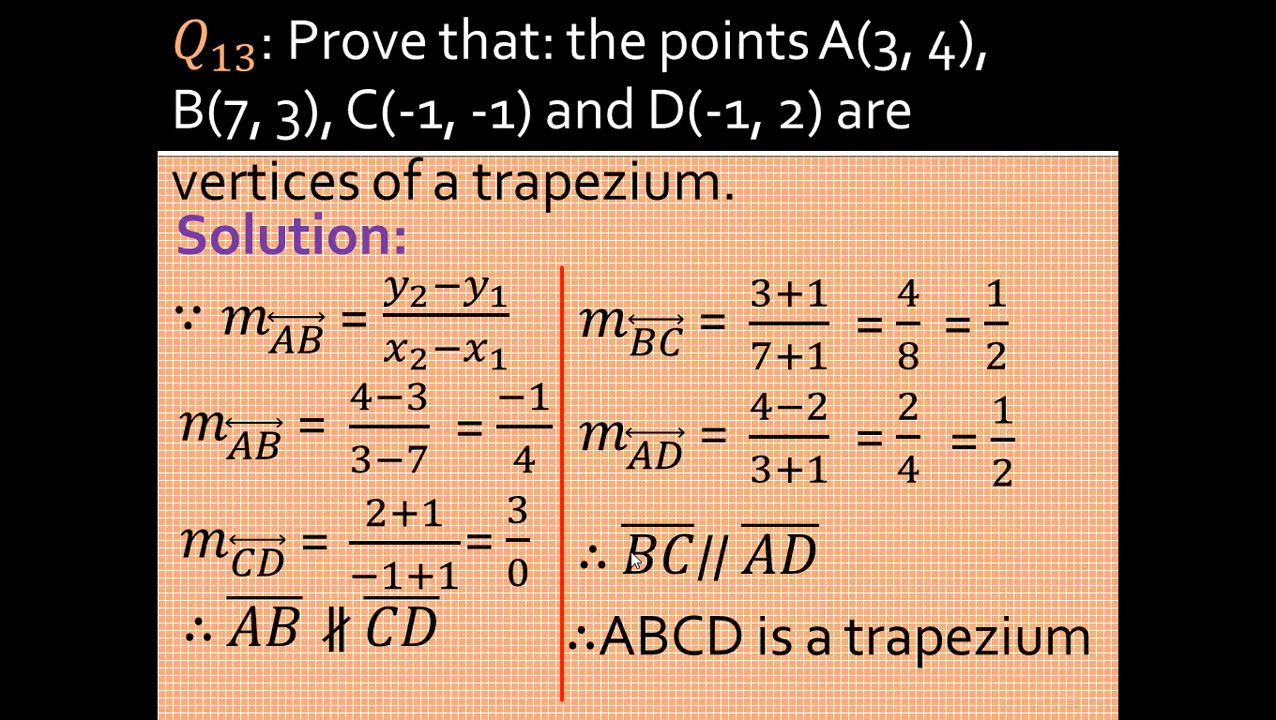 Q₁₃: Prove that: the points A(3, 4),
B(7, 3), C(-1, -1) and D(-1, 2) are
vertices of a trapezium.
Solution:
∵ m_AB = (y₂−y₁)/(x₂−x₁)
m_AB = (4−3)/(3−7) = −1/4
m_CD = (2+1)/(−1+1) = 3/0
∴ AB ∦ CD
m_BC = (3+1)/(7+1) = 4/8 = 1/2
m_AD = (4−2)/(3+1) = 2/4 = 1/2
∴ BC // AD
∴ABCD is a trapezium